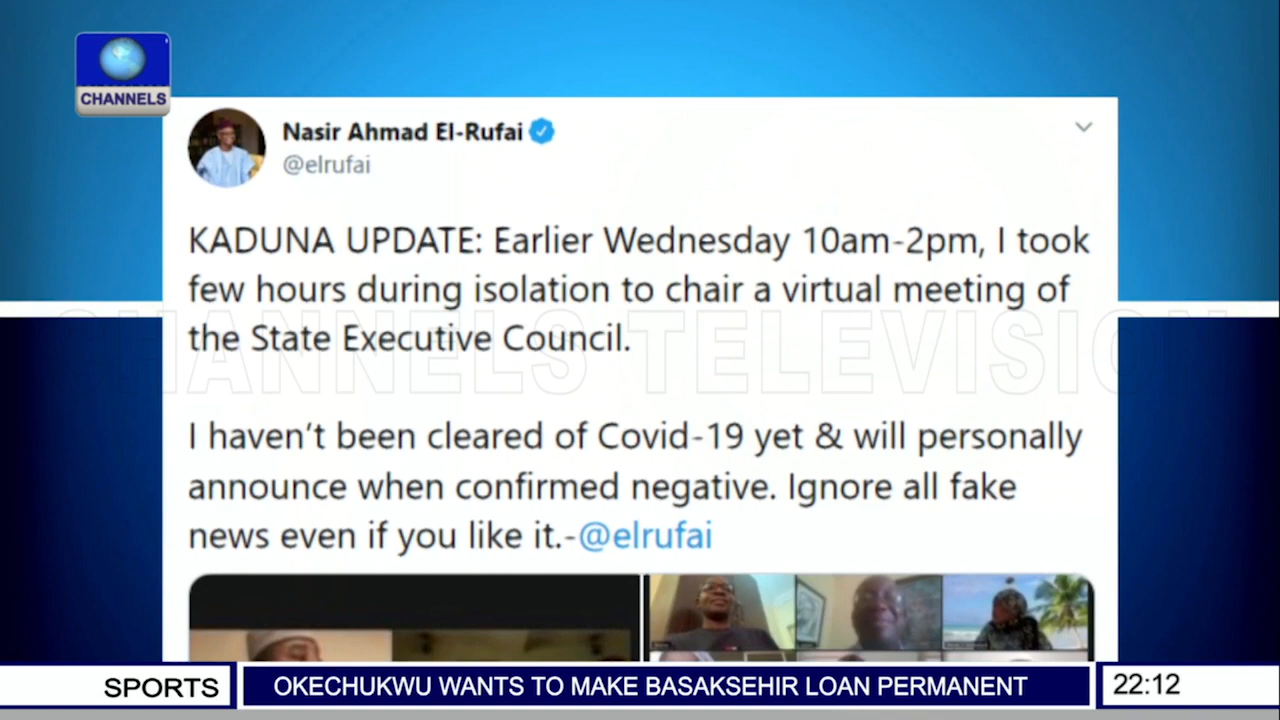 CHANNELS
Nasir Ahmad El-Rufai
@elrufai
KADUNA UPDATE: Earlier Wednesday 10am-2pm, I took
few hours during isolation to chair a virtual meeting of
the State Executive Council.
CHANNELS TELEVISIO
I haven't been cleared of Covid-19 yet & will personally
announce when confirmed negative. Ignore all fake
news even if you like it.-@elrufai
SPORTS
OKECHUKWU WANTS TO MAKE BASAKSEHIR LOAN PERMANENT
22:12